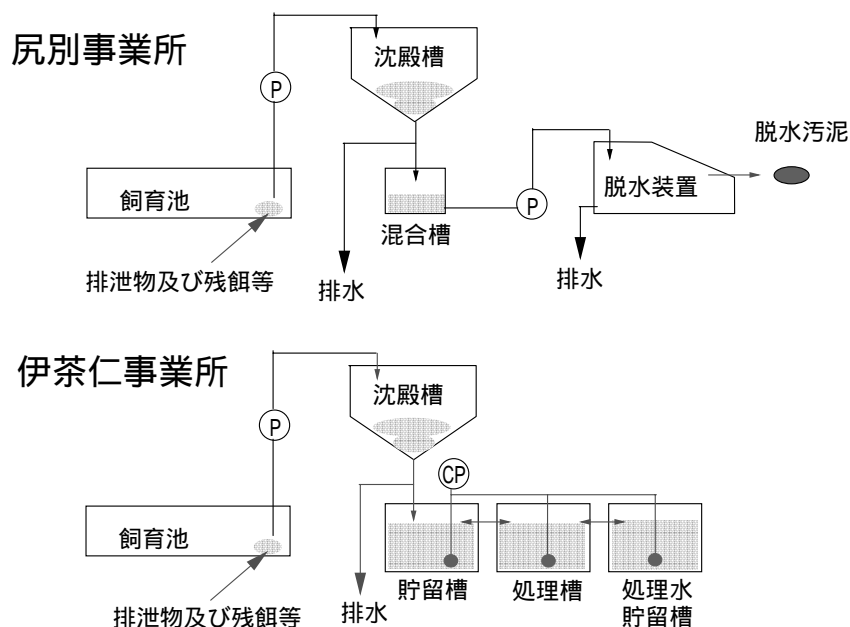 尻別事業所
P
沈殿槽
飼育池
排泄物及び残餌等
混合槽
排水
P
脱水装置
排水
脱水汚泥
伊茶仁事業所
P
沈殿槽
飼育池
排泄物及び残餌等
排水
CP
貯留槽
処理槽
処理水
貯留槽